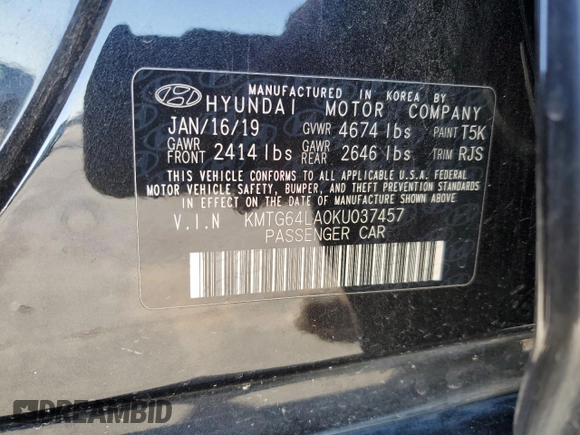 MANUFACTURED IN KOREA BY
HYUNDAI MOTOR COMPANY
JAN/16/19 GVWR 4674 lbs PAINT T5K
GAWR FRONT 2414 lbs GAWR REAR 2646 lbs TRIM RJS
THIS VEHICLE CONFORMS TO ALL APPLICABLE U.S.A. FEDERAL
MOTOR VEHICLE SAFETY, BUMPER, AND THEFT PREVENTION STANDARDS
IN EFFECT ON THE DATE OF MANUFACTURE SHOWN ABOVE.
V.I.N KMTG64LA0KU037457
PASSENGER CAR
DREAMBID